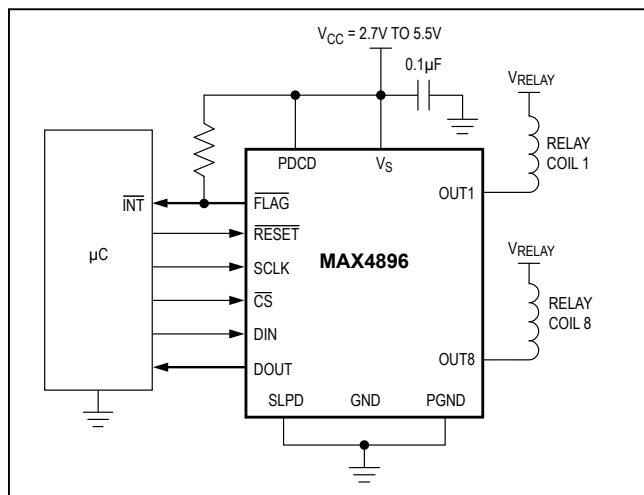 V_CC = 2.7V TO 5.5V
0.1µF
V_RELAY
RELAY
COIL 1
PDCD
V_S
OUT1
INT
FLAG
RESET
µC
SCLK
MAX4896
CS
DIN
DOUT
V_RELAY
RELAY
COIL 8
OUT8
SLPD
GND
PGND